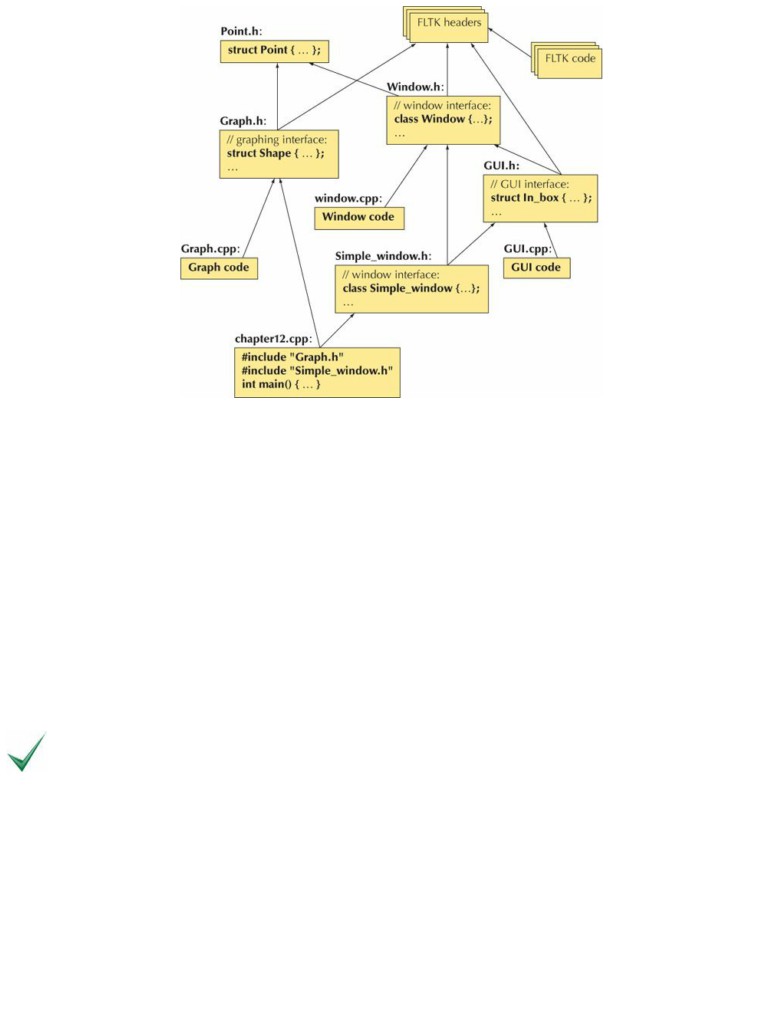 FLTK headers
Point.h:
struct Point { … };
FLTK code
Window.h:
// window interface:
class Window {…};
…
Graph.h:
// graphing interface:
struct Shape { … };
…
GUI.h:
// GUI interface:
struct In_box { … };
…
window.cpp:
Window code
Graph.cpp:
Graph code
Simple_window.h:
// window interface:
class Simple_window {…};
…
GUI.cpp:
GUI code
chapter12.cpp:
#include "Graph.h"
#include "Simple_window.h"
int main() { … }